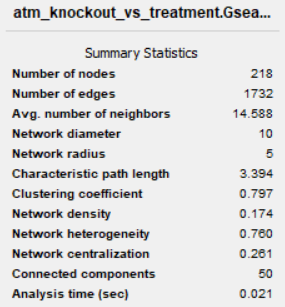 atm_knockout_vs_treatment.Gsea...
Summary Statistics
Number of nodes 218
Number of edges 1732
Avg. number of neighbors 14.588
Network diameter 10
Network radius 5
Characteristic path length 3.394
Clustering coefficient 0.797
Network density 0.174
Network heterogeneity 0.760
Network centralization 0.261
Connected components 50
Analysis time (sec) 0.021